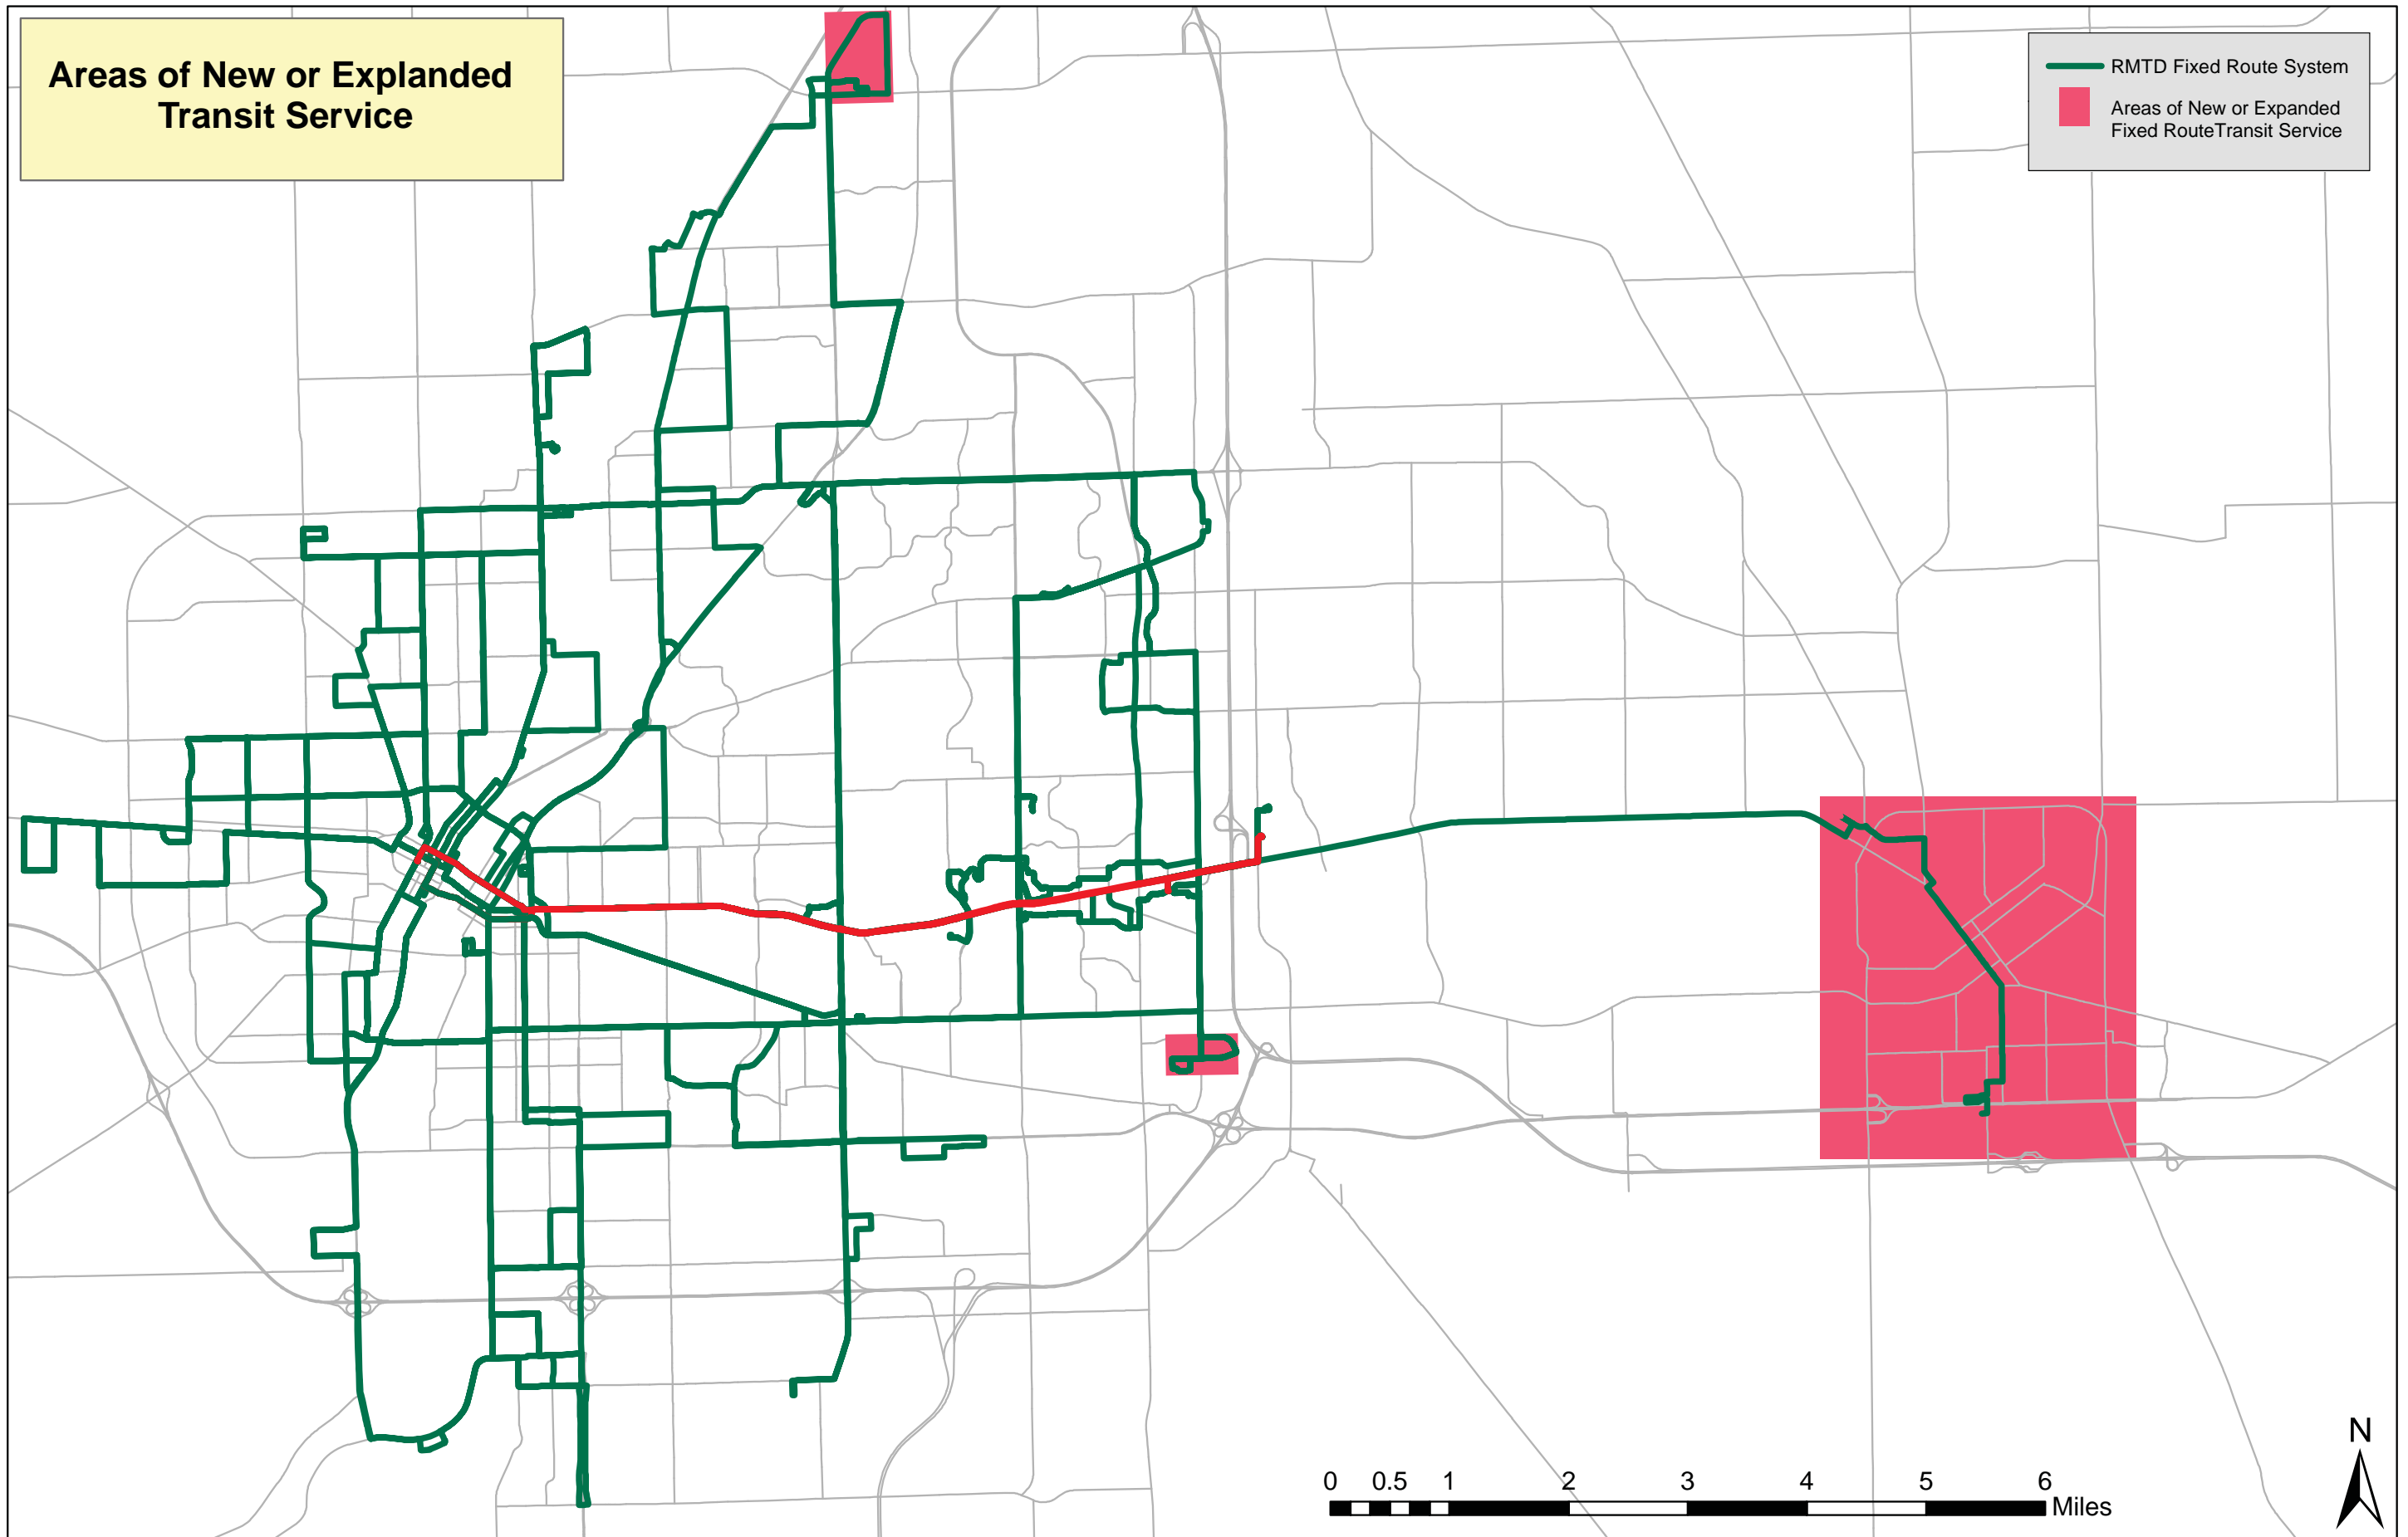 Areas of New or Explanded
Transit Service
RMTD Fixed Route System
Areas of New or Expanded
Fixed RouteTransit Service
N
0 0.5 1 2 3 4 5 6
Miles